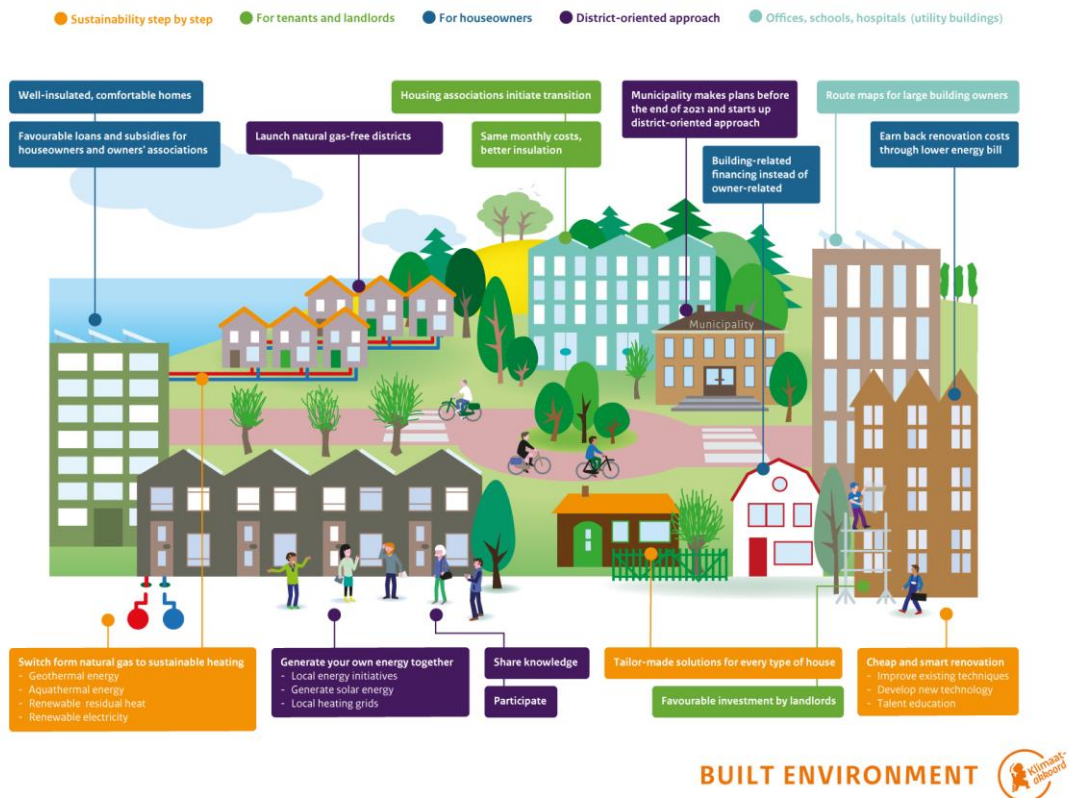 Sustainability step by step
For tenants and landlords
For houseowners
District-oriented approach
Offices, schools, hospitals (utility buildings)
Well-insulated, comfortable homes
Favourable loans and subsidies for
houseowners and owners' associations
Launch natural gas-free districts
Housing associations initiate transition
Same monthly costs,
better insulation
Municipality makes plans before
the end of 2021 and starts up
district-oriented approach
Building-related
financing instead of
owner-related
Route maps for large building owners
Earn back renovation costs
through lower energy bill
Municipality
Switch form natural gas to sustainable heating
- Geothermal energy
- Aquathermal energy
- Renewable residual heat
- Renewable electricity
Generate your own energy together
- Local energy initiatives
- Generate solar energy
- Local heating grids
Share knowledge
Participate
Tailor-made solutions for every type of house
Favourable investment by landlords
Cheap and smart renovation
- Improve existing techniques
- Develop new technology
- Talent education
BUILT ENVIRONMENT
Klimaat-
akkoord